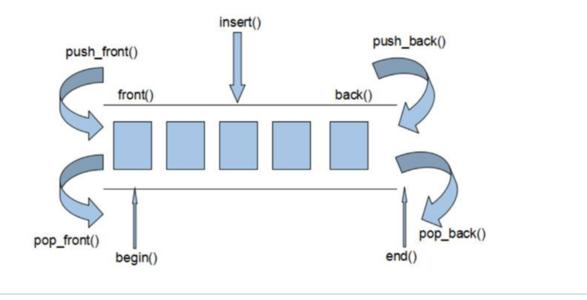 insert()
push_front()
push_back()
front()
back()
pop_front()
pop_back()
begin()
end()